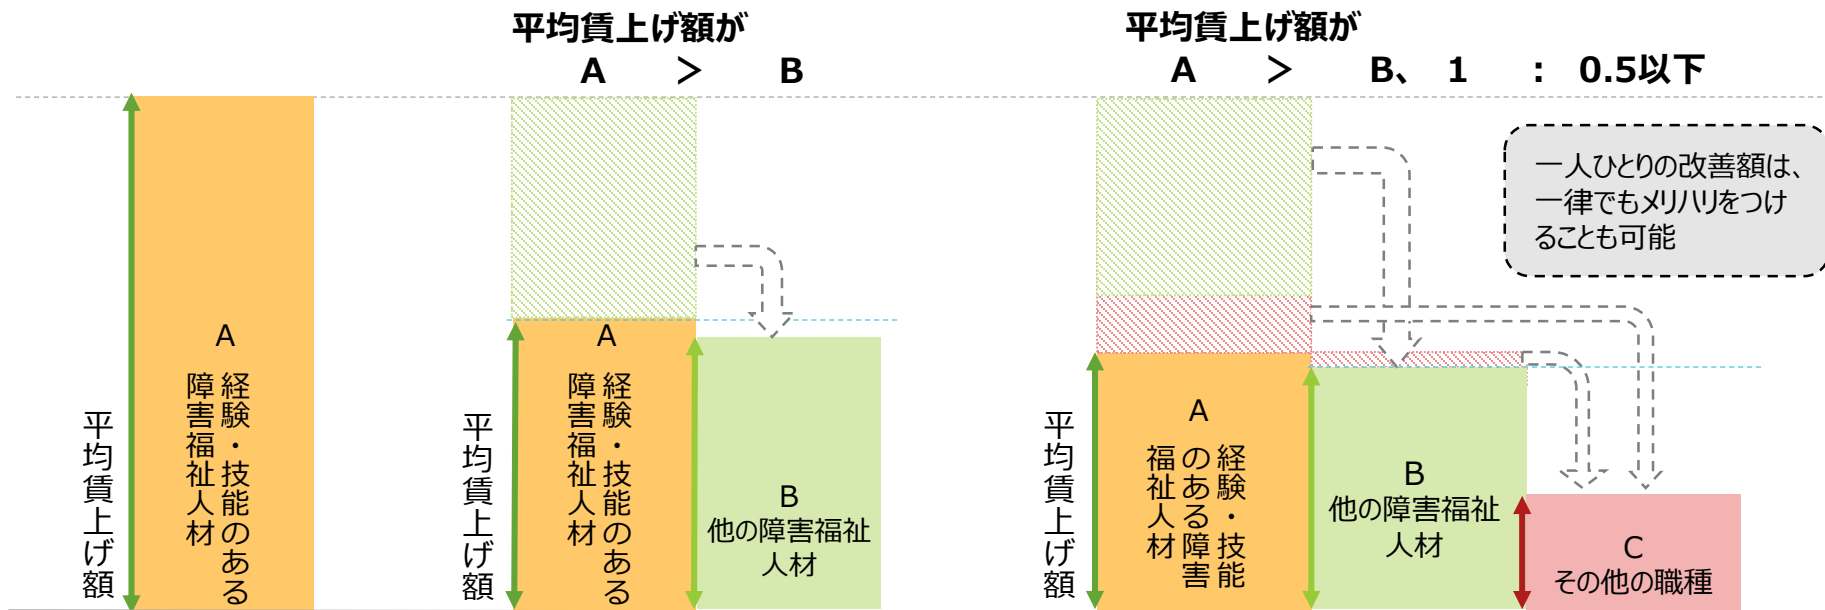 平均賃上げ額が
A > B
平均賃上げ額が
A > B、 1 : 0.5以下
一人ひとりの改善額は、
一律でもメリハリをつけ
ることも可能
平均賃上げ額
A
経験・技能のある
障害福祉人材
平均賃上げ額
A
経験・技能のある
障害福祉人材
B
他の障害福祉
人材
平均賃上げ額
A
経験・技能
のある障害
福祉人材
B
他の障害福祉
人材
C
その他の職種